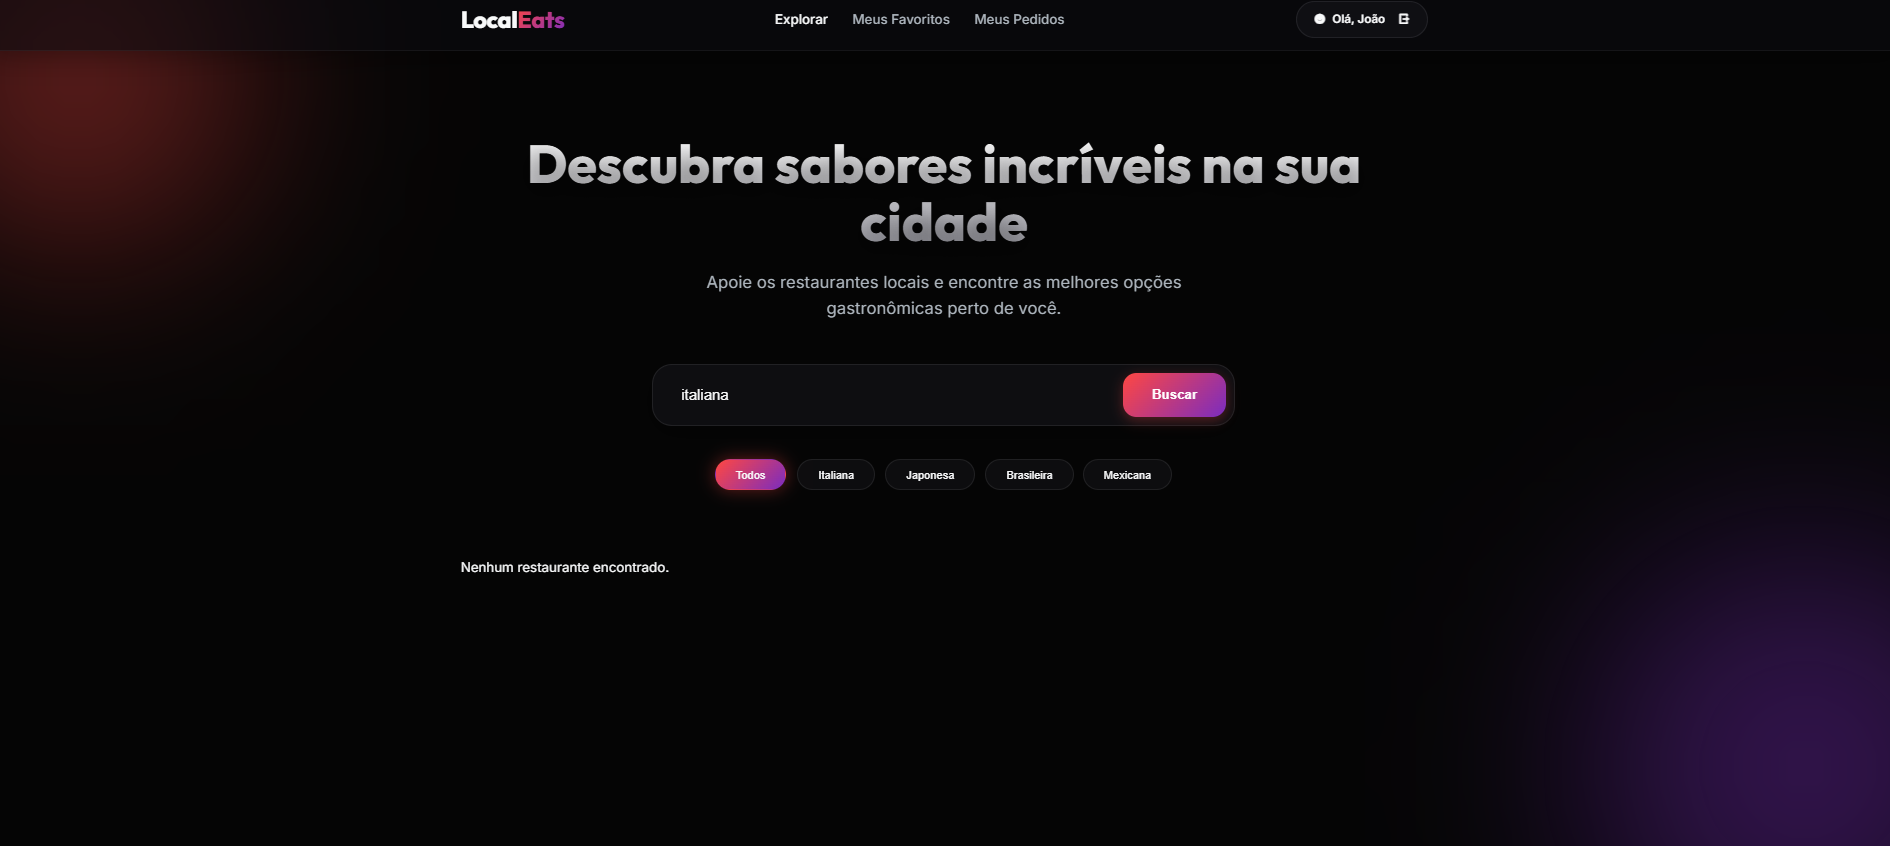 LocalEats
Explorar
Meus Favoritos
Meus Pedidos
Olá, João
Descubra sabores incríveis na sua
cidade
Apoie os restaurantes locais e encontre as melhores opções
gastronômicas perto de você.
italiana
Buscar
Todos
Italiana
Japonesa
Brasileira
Mexicana
Nenhum restaurante encontrado.